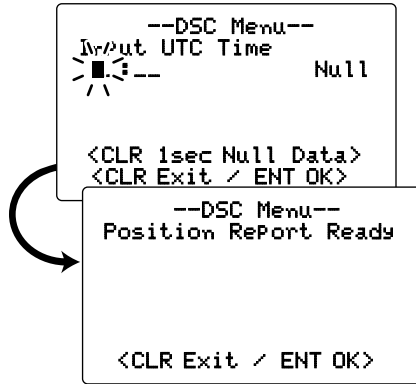 --DSC Menu--
Input UTC Time
:__ Null
<CLR 1sec Null Data>
<CLR Exit / ENT OK>
--DSC Menu--
Position RePort Ready
<CLR Exit / ENT OK>